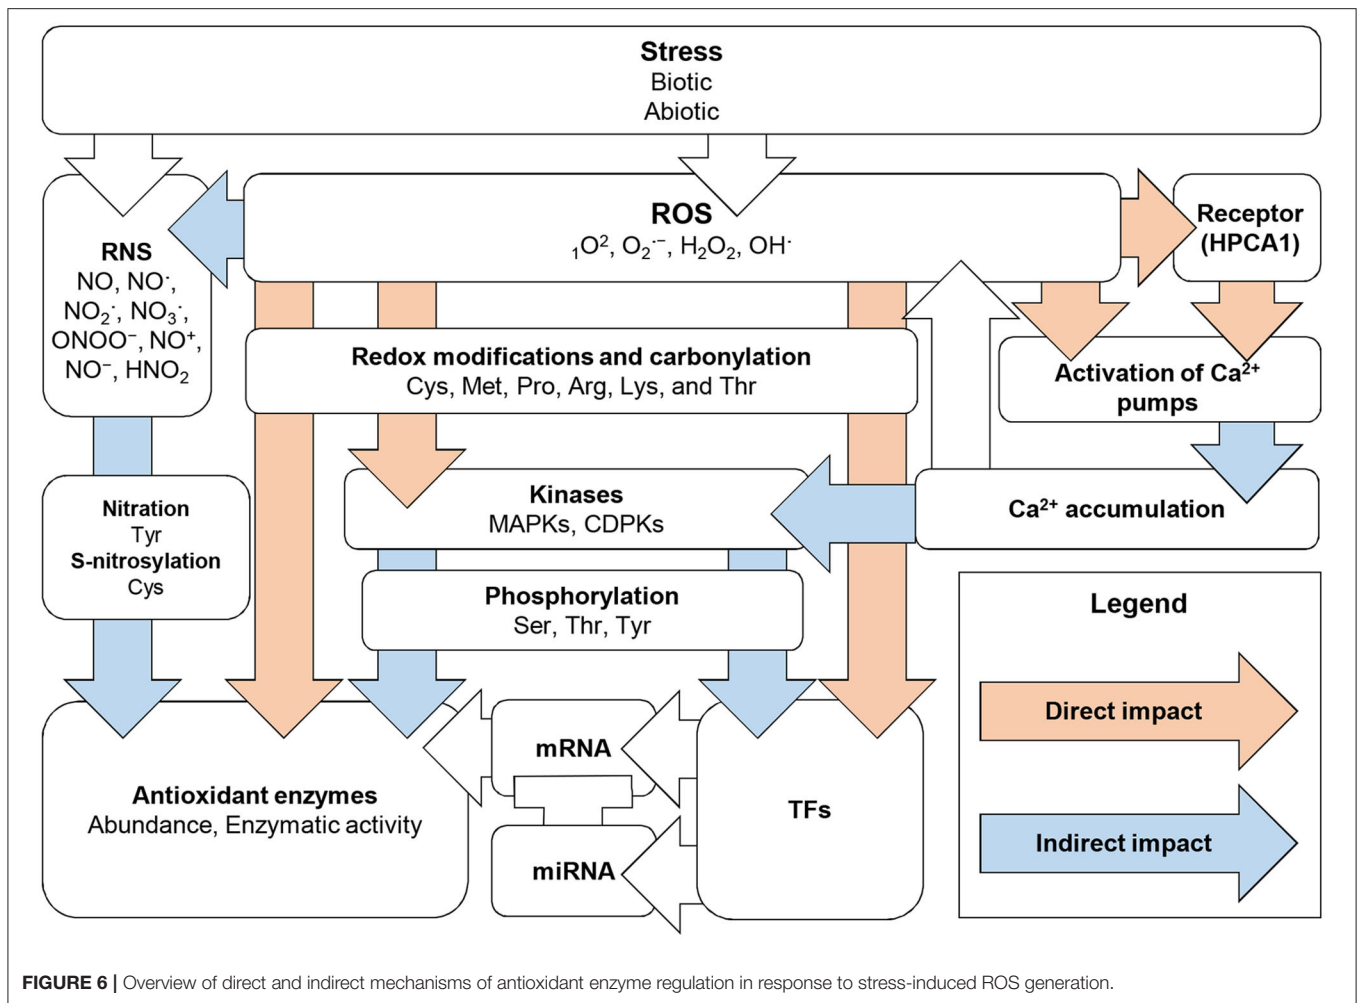 Stress
Biotic
Abiotic
RNS
NO, NO·,
NO₂·, NO₃·,
ONOO⁻, NO⁺,
NO⁻, HNO₂
ROS
₁O², O₂·⁻, H₂O₂, OH·
Receptor
(HPCA1)
Redox modifications and carbonylation
Cys, Met, Pro, Arg, Lys, and Thr
Activation of Ca²⁺
pumps
Nitration
Tyr
S-nitrosylation
Cys
Kinases
MAPKs, CDPKs
Ca²⁺ accumulation
Phosphorylation
Ser, Thr, Tyr
Antioxidant enzymes
Abundance, Enzymatic activity
mRNA
miRNA
TFs
Legend
Direct impact
Indirect impact
FIGURE 6 | Overview of direct and indirect mechanisms of antioxidant enzyme regulation in response to stress-induced ROS generation.